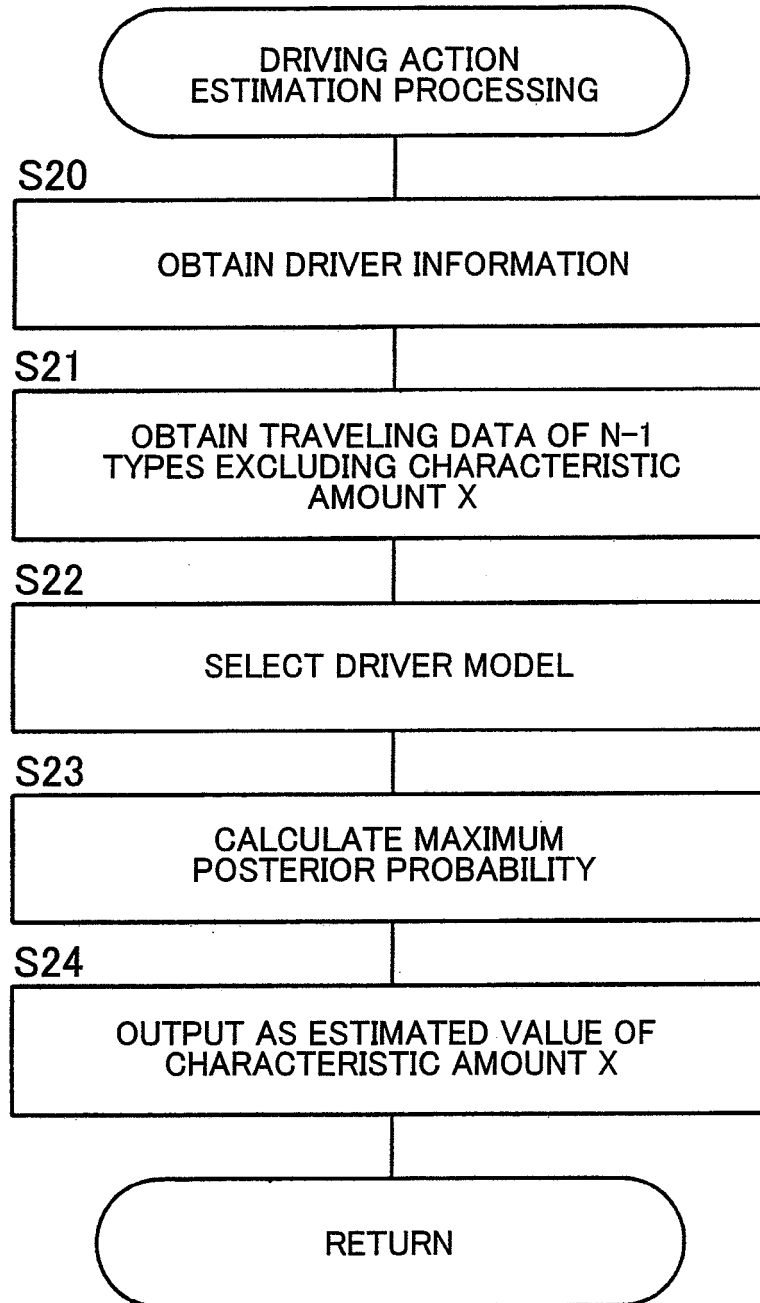 DRIVING ACTION
ESTIMATION PROCESSING
S20
OBTAIN DRIVER INFORMATION
S21
OBTAIN TRAVELING DATA OF N-1
TYPES EXCLUDING CHARACTERISTIC
AMOUNT X
S22
SELECT DRIVER MODEL
S23
CALCULATE MAXIMUM
POSTERIOR PROBABILITY
S24
OUTPUT AS ESTIMATED VALUE OF
CHARACTERISTIC AMOUNT X
RETURN